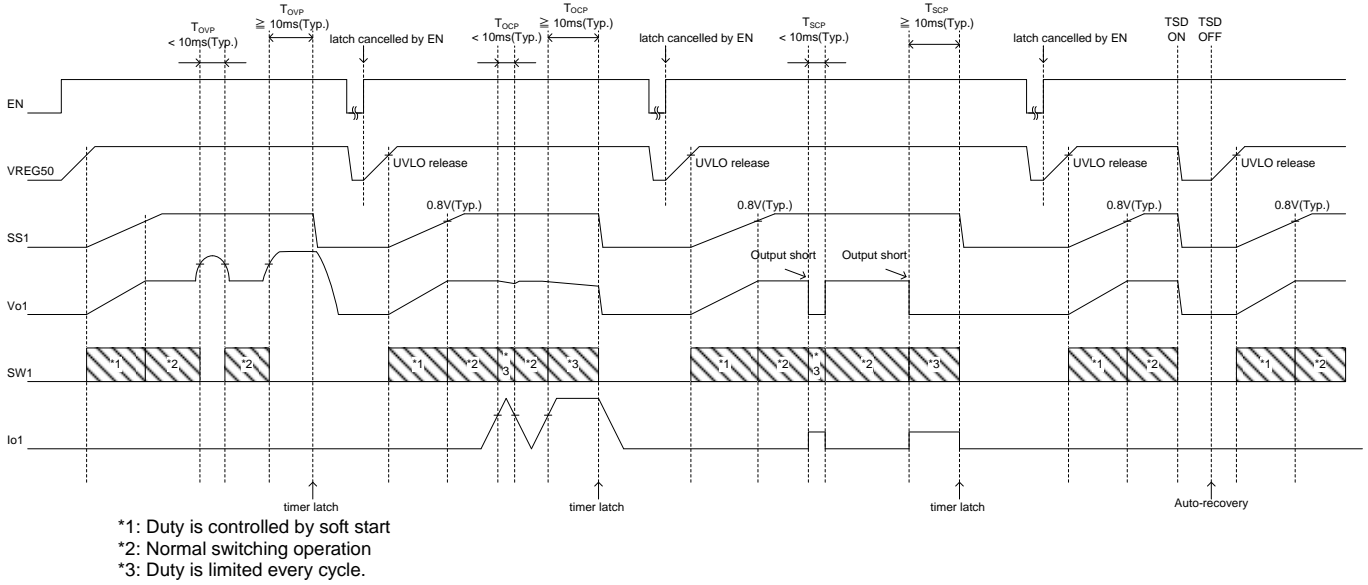 TOVP
< 10ms(Typ.)
TOVP
≧ 10ms(Typ.)
latch cancelled by EN
TOCP
< 10ms(Typ.)
TOCP
≧ 10ms(Typ.)
latch cancelled by EN
TSCP
< 10ms(Typ.)
TSCP
≧ 10ms(Typ.)
latch cancelled by EN
TSD
ON
TSD
OFF
EN
VREG50
UVLO release
UVLO release
UVLO release
UVLO release
SS1
0.8V(Typ.)
0.8V(Typ.)
0.8V(Typ.)
0.8V(Typ.)
Vo1
Output short
Output short
SW1
*1
*2
*2
*1
*2
*
3
*2
*3
*1
*2
*
3
*2
*3
*1
*2
*1
*2
Io1
timer latch
timer latch
timer latch
Auto-recovery
*1: Duty is controlled by soft start
*2: Normal switching operation
*3: Duty is limited every cycle.